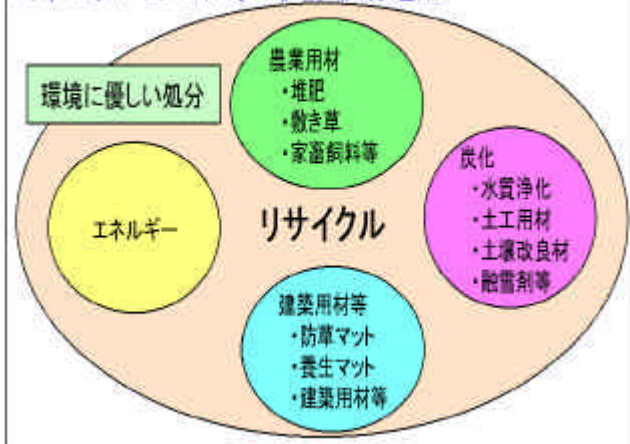 環境に優しい処分
農業用材
・堆肥
・敷き草
・家畜飼料等
炭化
・水質浄化
・土工用材
・土壌改良材
・融雪剤等
エネルギー
リサイクル
建築用材等
・防草マット
・養生マット
・建築用材等